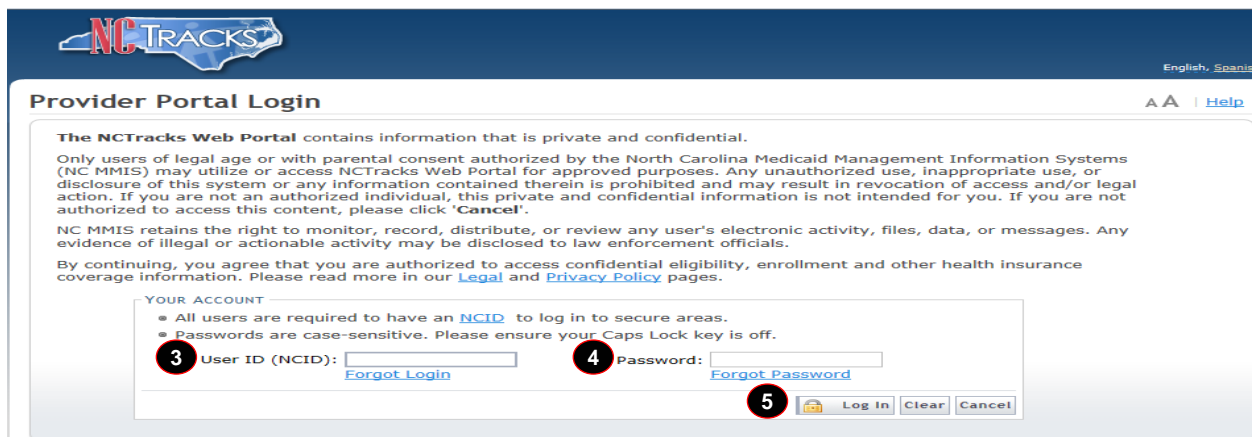 NCTRACKS
English, Spanis
Provider Portal Login
A A | Help
The NCTracks Web Portal contains information that is private and confidential.
Only users of legal age or with parental consent authorized by the North Carolina Medicaid Management Information Systems
(NC MMIS) may utilize or access NCTracks Web Portal for approved purposes. Any unauthorized use, inappropriate use, or
disclosure of this system or any information contained therein is prohibited and may result in revocation of access and/or legal
action. If you are not an authorized individual, this private and confidential information is not intended for you. If you are not
authorized to access this content, please click 'Cancel'.
NC MMIS retains the right to monitor, record, distribute, or review any user's electronic activity, files, data, or messages. Any
evidence of illegal or actionable activity may be disclosed to law enforcement officials.
By continuing, you agree that you are authorized to access confidential eligibility, enrollment and other health insurance
coverage information. Please read more in our Legal and Privacy Policy pages.
YOUR ACCOUNT
All users are required to have an NCID to log in to secure areas.
Passwords are case-sensitive. Please ensure your Caps Lock key is off.
3 User ID (NCID): 4 Password:
Forgot Login Forgot Password
5 Log In Clear Cancel